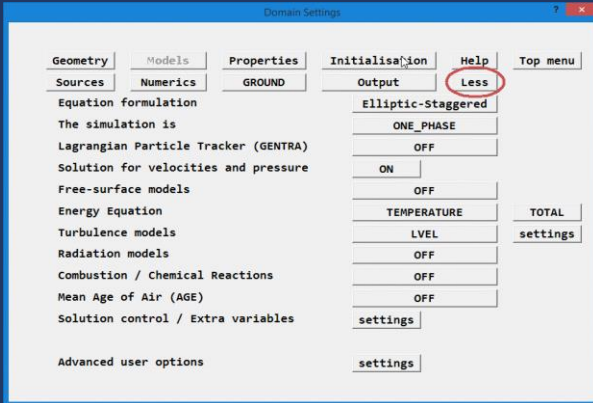 Domain Settings ?
Geometry Models Properties Initialisation Help Top menu
Sources Numerics GROUND Output Less
Equation formulation Elliptic-Staggered
The simulation is ONE_PHASE
Lagrangian Particle Tracker (GENTRA) OFF
Solution for velocities and pressure ON
Free-surface models OFF
Energy Equation TEMPERATURE TOTAL
Turbulence models LVEL settings
Radiation models OFF
Combustion / Chemical Reactions OFF
Mean Age of Air (AGE) OFF
Solution control / Extra variables settings
Advanced user options settings